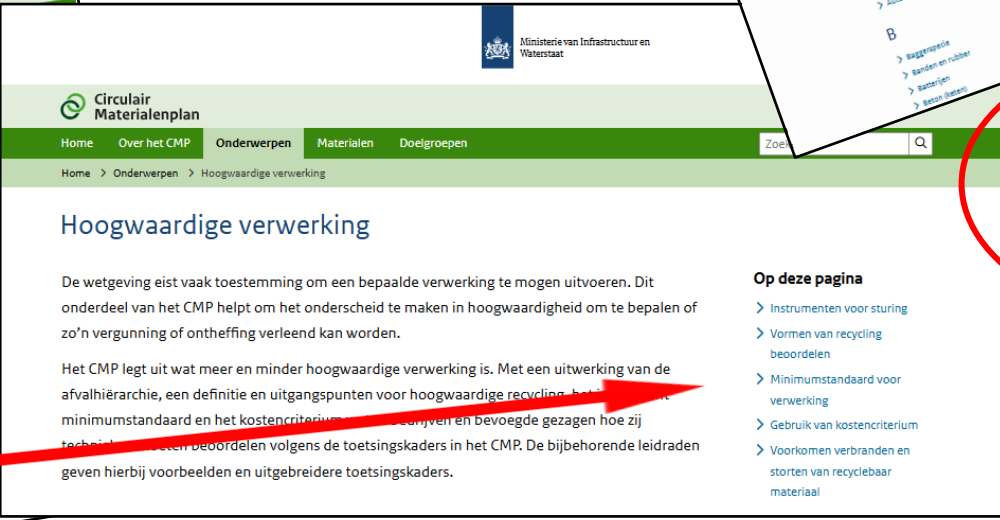 B
Baggerspecie
Banden en rubber
Batterijen
Beton (keten)
Ministerie van Infrastructuur en
Waterstaat
Circulair
Materialenplan
Home Over het CMP Onderwerpen Materialen Doelgroepen
Home > Onderwerpen > Hoogwaardige verwerking
Hoogwaardige verwerking
De wetgeving eist vaak toestemming om een bepaalde verwerking te mogen uitvoeren. Dit
onderdeel van het CMP helpt om het onderscheid te maken in hoogwaardigheid om te bepalen of
zo’n vergunning of ontheffing verleend kan worden.
Het CMP legt uit wat meer en minder hoogwaardige verwerking is. Met een uitwerking van de
afvalhiërarchie, een definitie en uitgangspunten voor hoogwaardige recycling, het
minimumstandaard en het kostencriterium en bevoegde gezagen hoe zij
beoordelen volgens de toetsingskaders in het CMP. De bijbehorende leidraden
geven hierbij voorbeelden en uitgebreidere toetsingskaders.
Op deze pagina
Instrumenten voor sturing
Vormen van recycling
beoordelen
Minimumstandaard voor
verwerking
Gebruik van kostencriterium
Voorkomen verbranden en
storten van recyclebaar
materiaal